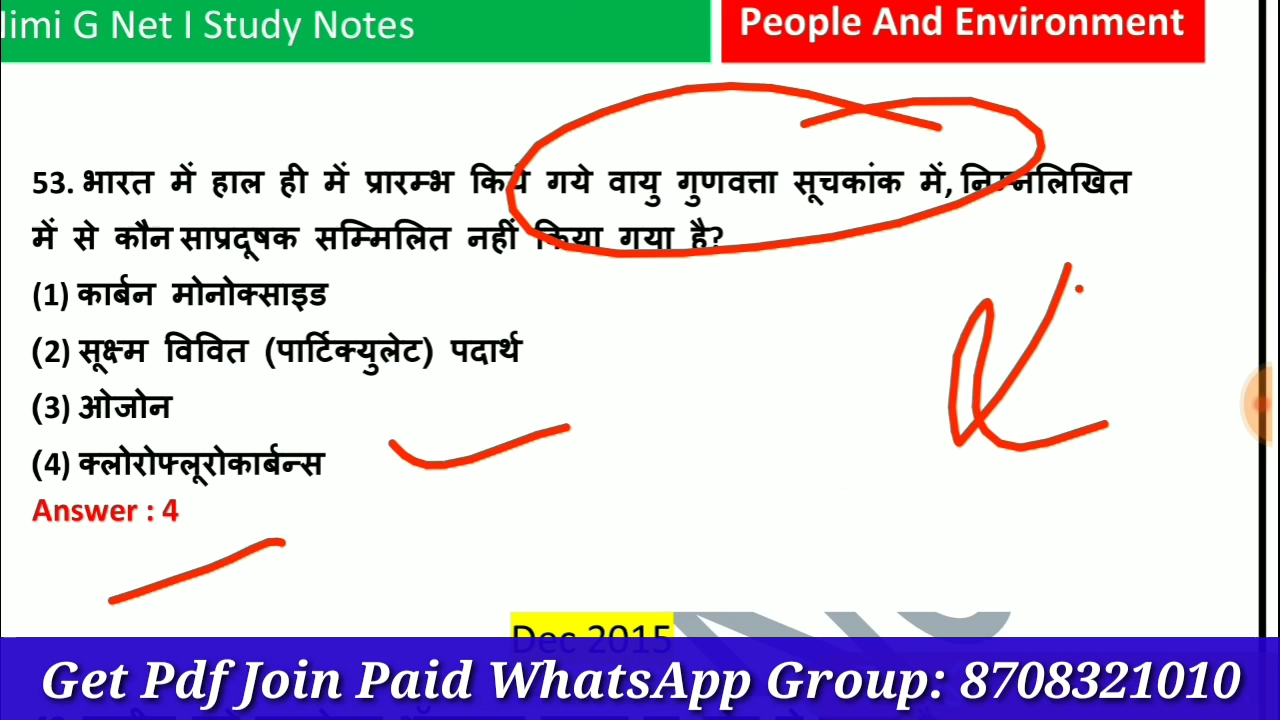 Nimi G Net I Study Notes
People And Environment
53. भारत में हाल ही में प्रारम्भ किये गये वायु गुणवत्ता सूचकांक में, निम्नलिखित
में से कौन साप्रदूषक सम्मिलित नहीं किया गया है?
(1) कार्बन मोनोक्साइड
(2) सूक्ष्म विवित (पार्टिक्युलेट) पदार्थ
(3) ओजोन
(4) क्लोरोफ्लूरोकार्बन्स
Answer : 4
Dec 2015
Get Pdf Join Paid WhatsApp Group: 8708321010